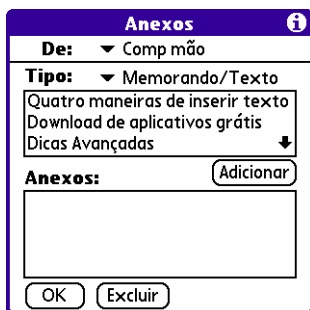 Anexos
De: Comp mão
Tipo: Memorando/Texto
Quatro maneiras de inserir texto
Download de aplicativos grátis
Dicas Avançadas
Anexos: Adicionar
OK Excluir